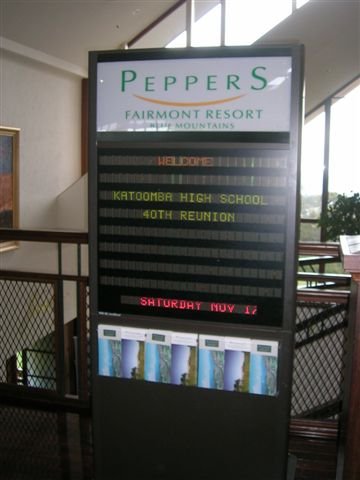 PEPPERS
FAIRMONT RESORT
BLUE MOUNTAINS
WELCOME
KATOOMBA HIGH SCHOOL
40TH REUNION
SATURDAY NOV 17